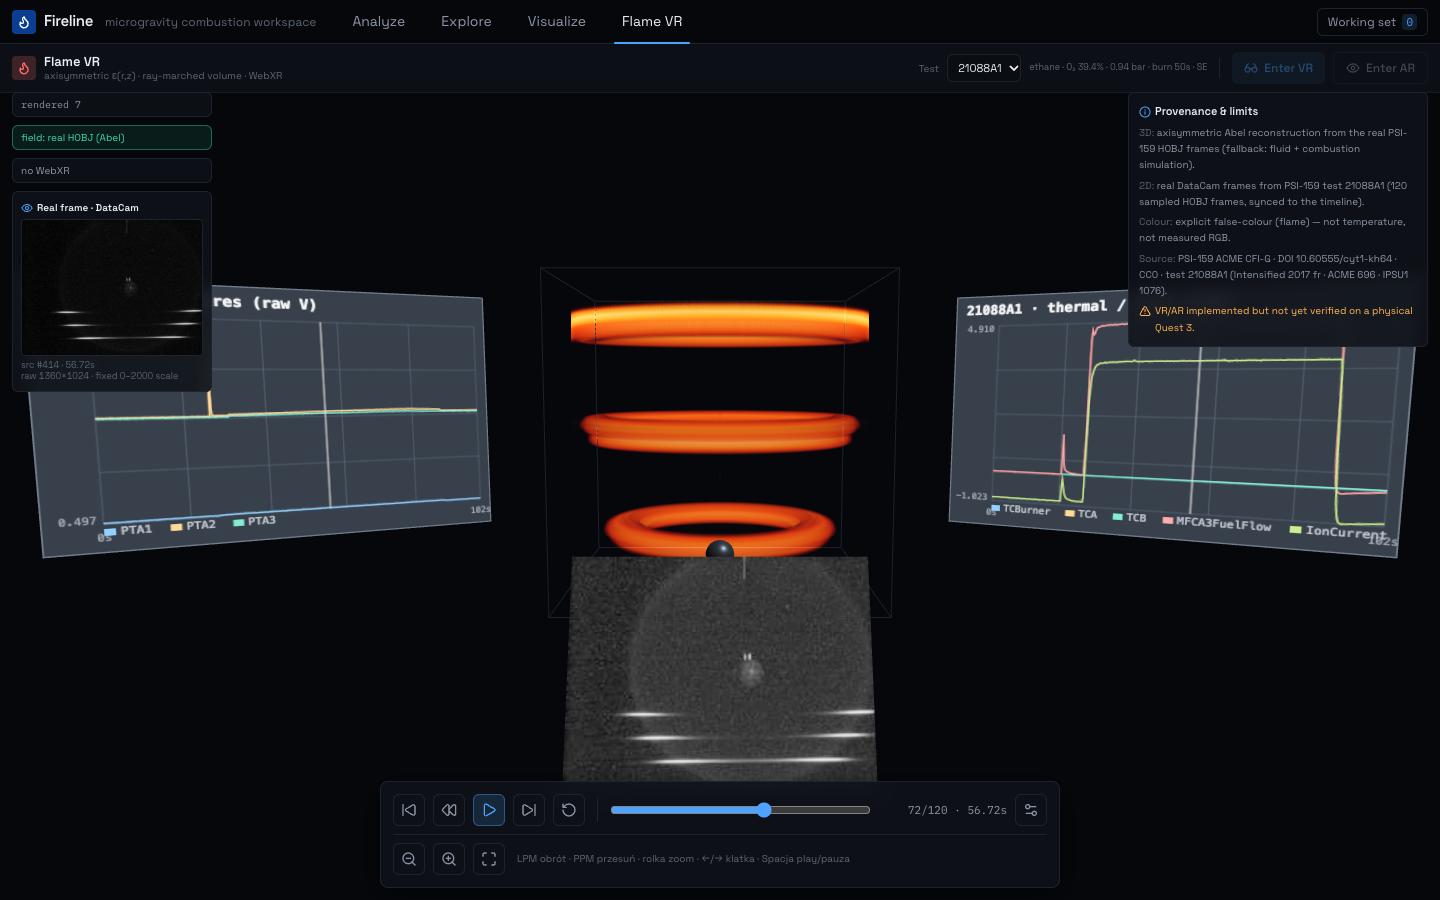 Fireline
microgravity combustion workspace
Analyze
Explore
Visualize
Flame VR
Working set 0
Flame VR
axisymmetric ε(r,z) · ray-marched volume · WebXR
Test
21088A1
ethane · O₂ 39.4% · 0.94 bar · burn 50s · SE
Enter VR
Enter AR
rendered 7
field: real HOBJ (Abel)
no WebXR
Real frame · DataCam
src #414 · 56.72s
raw 1360×1024 · fixed 0–2000 scale
res (raw V)
0.497
0s
102s
PTA1
PTA2
PTA3
21088A1 · thermal /
4.910
−1.023
0s
102s
TCBurner
TCA
TCB
MFCA3FuelFlow
IonCurrent
Provenance & limits
3D: axisymmetric Abel reconstruction from the real PSI-
159 HOBJ frames (fallback: fluid + combustion
simulation).
2D: real DataCam frames from PSI-159 test 21088A1 (120
sampled HOBJ frames, synced to the timeline).
Colour: explicit false-colour (flame) — not temperature,
not measured RGB.
Source: PSI-159 ACME CFI-G · DOI 10.60555/cyt1-kh64 ·
CC0 · test 21088A1 (Intensified 2017 fr · ACME 696 · IPSU1
1076).
VR/AR implemented but not yet verified on a physical
Quest 3.
72/120 · 56.72s
LPM obrót · PPM przesuń · rolka zoom · ←/→ klatka · Spacja play/pauza